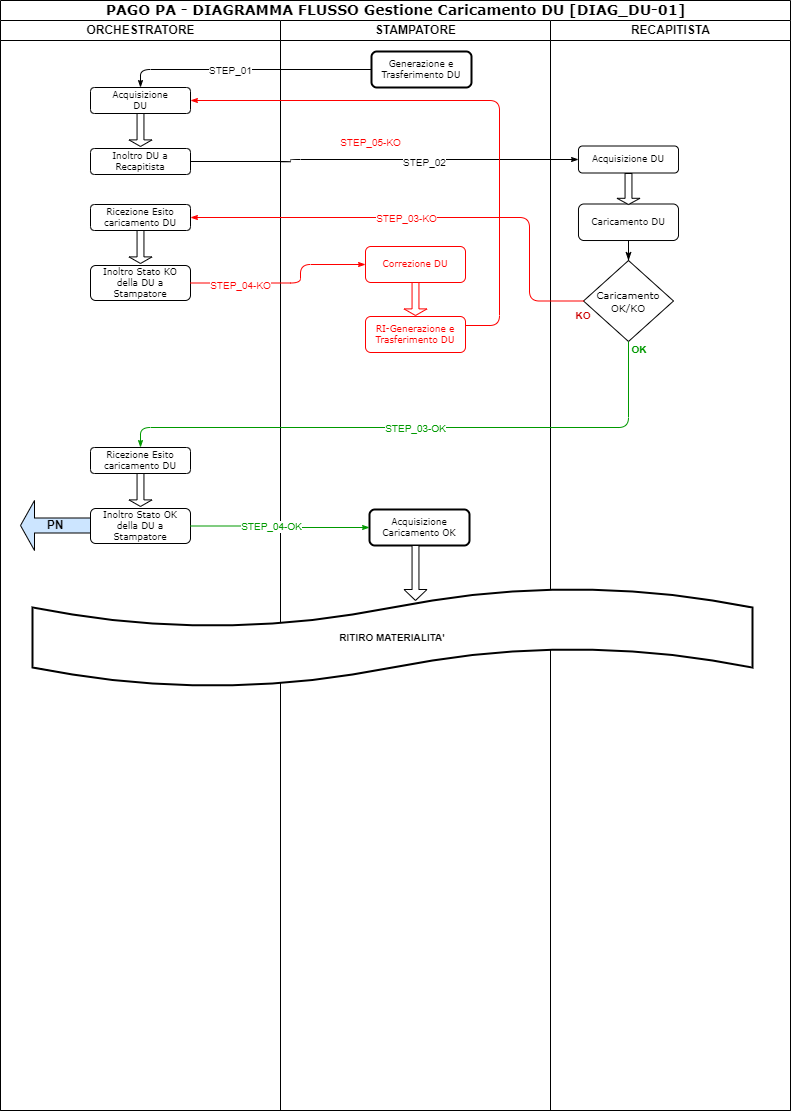 PAGO PA - DIAGRAMMA FLUSSO Gestione Caricamento DU [DIAG_DU-01]
ORCHESTRATORE
STAMPATORE
RECAPITISTA
Generazione e
Trasferimento DU
STEP_01
Acquisizione
DU
STEP_05-KO
Inoltro DU a
Recapitista
STEP_02
Acquisizione DU
Ricezione Esito
caricamento DU
STEP_03-KO
Caricamento DU
Inoltro Stato KO
della DU a
Stampatore
STEP_04-KO
Correzione DU
Caricamento
OK/KO
KO
RI-Generazione e
Trasferimento DU
OK
STEP_03-OK
Ricezione Esito
caricamento DU
PN
Inoltro Stato OK
della DU a
Stampatore
STEP_04-OK
Acquisizione
Caricamento OK
RITIRO MATERIALITA'